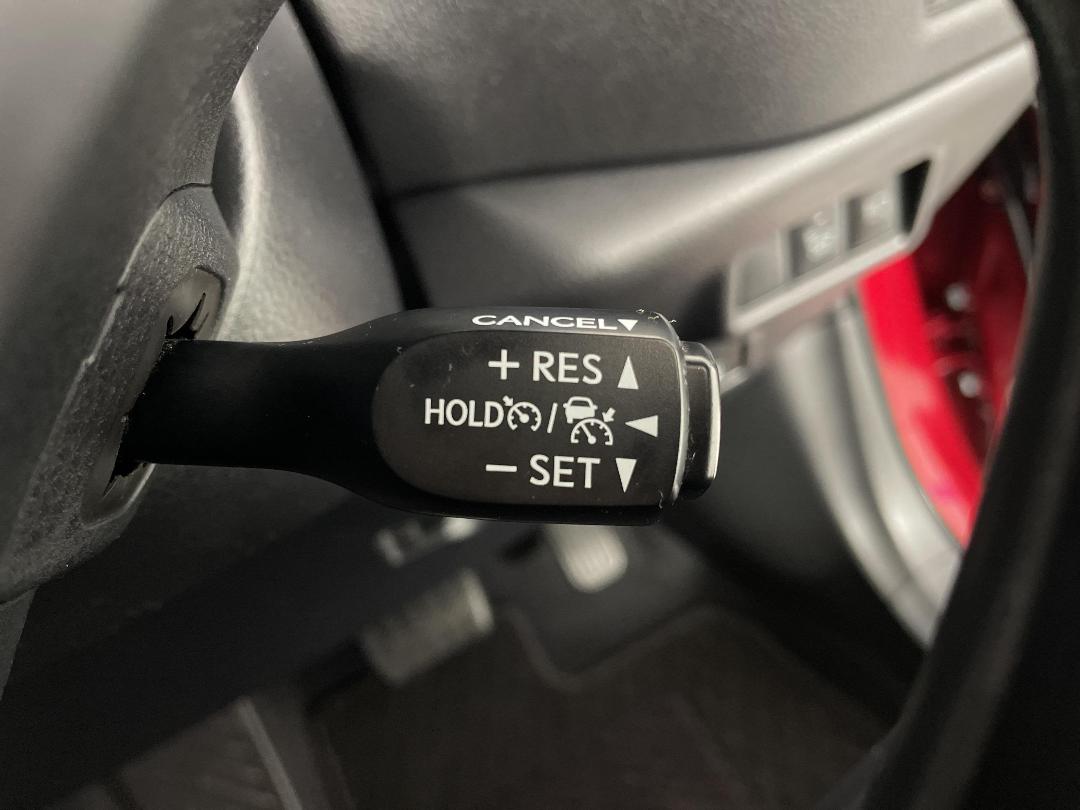 CANCEL▼
+ RES ▲
HOLD / ◀
− SET ▼